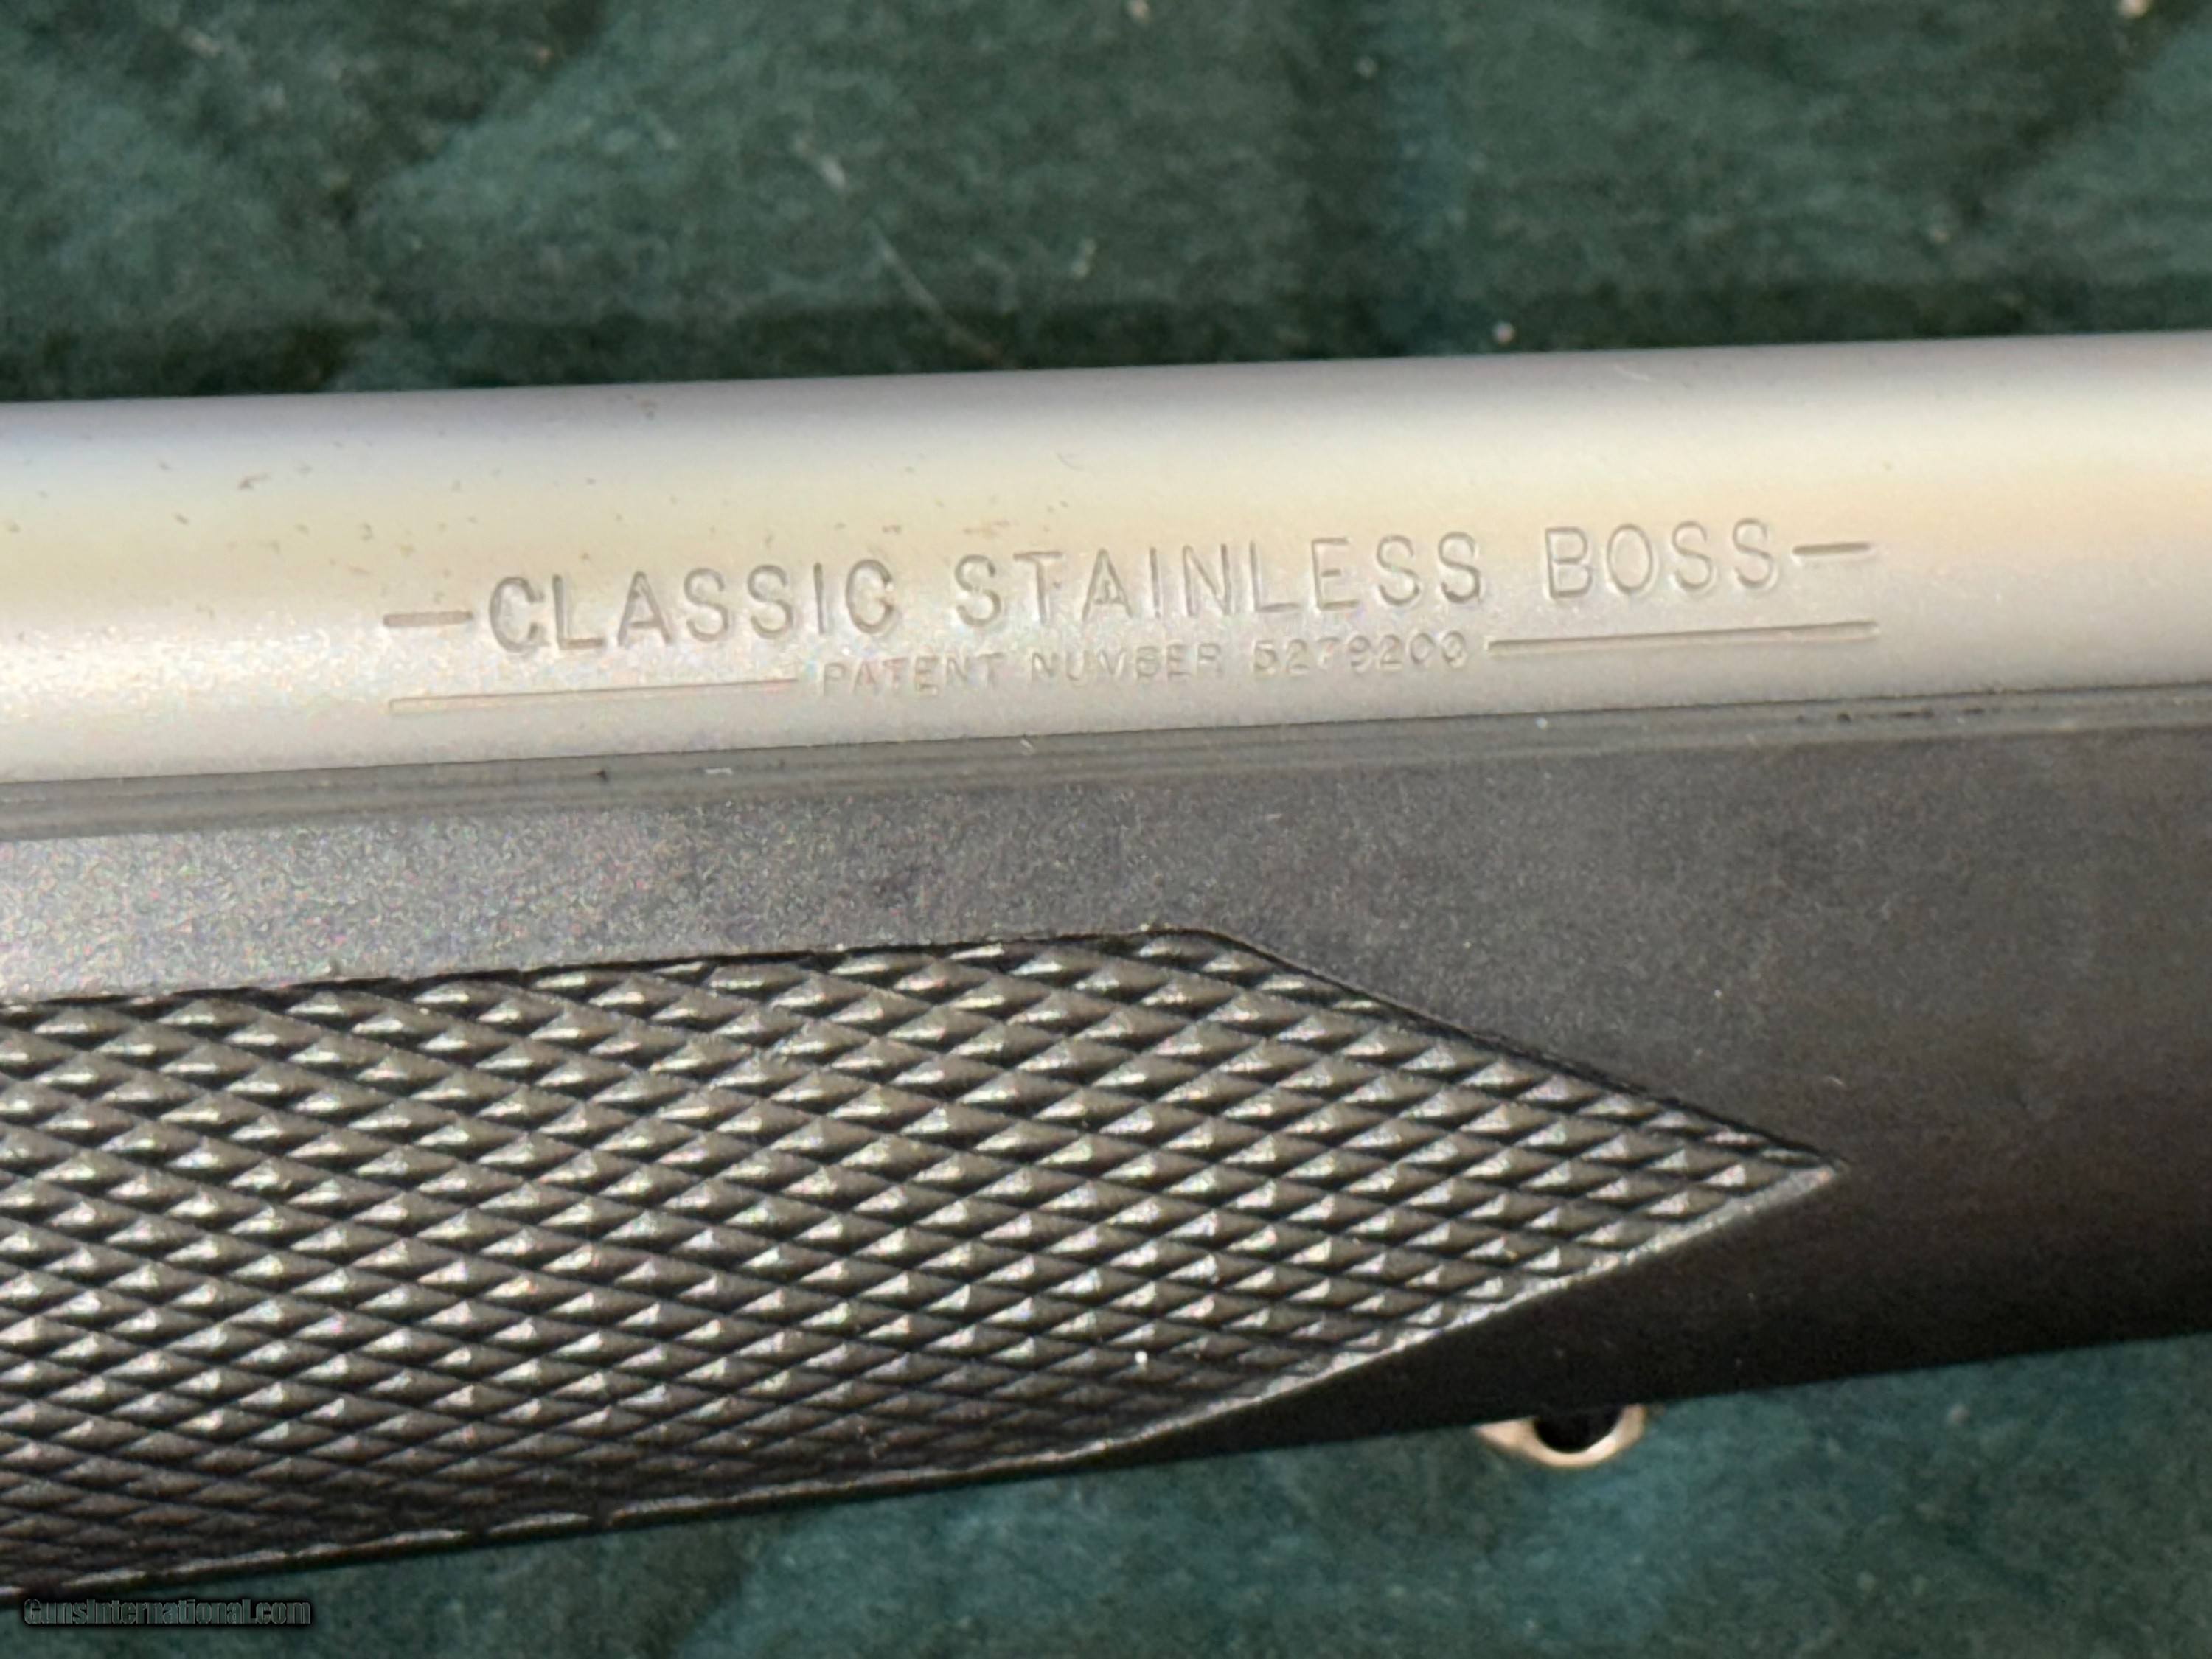 -CLASSIC STAINLESS BOSS-
PATENT NUMBER 5279200
GunsInternational.com